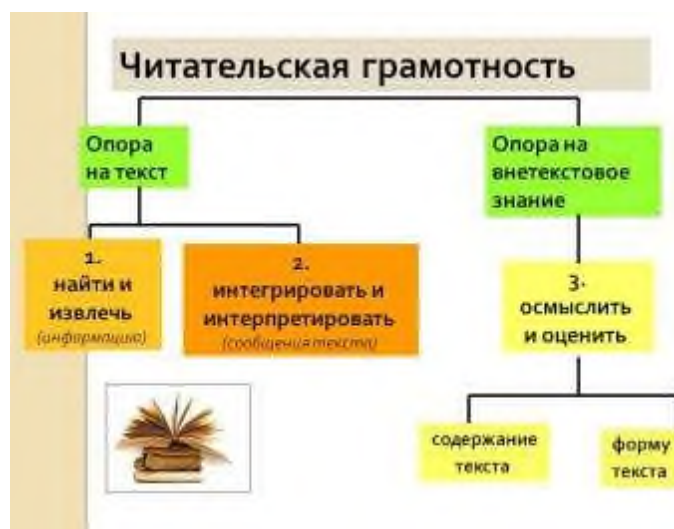 Читательская грамотность
Опора
на текст
Опора на
внетекстовое
знание
1.
найти и
извлечь
(информацию)
2.
интегрировать и
интерпретировать
(сообщения текста)
3.
осмыслить
и оценить
содержание
текста
форму
текста